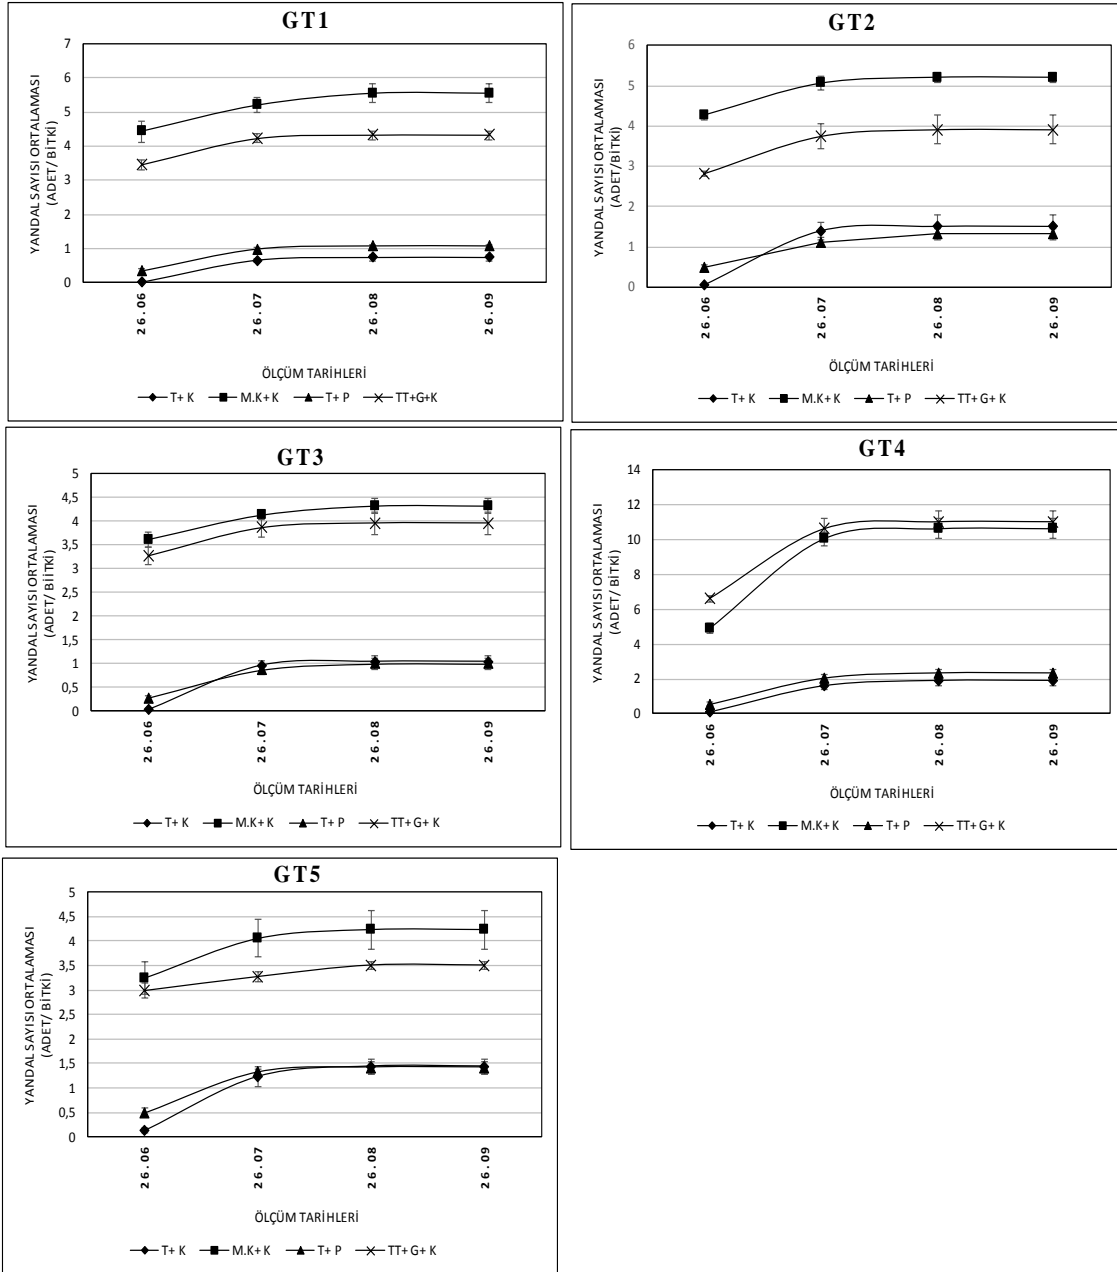 GT1
YANDAL SAYISI ORTALAMASI
(ADET/ BİTKİ)
7
6
5
4
3
2
1
0
26.06
26.07
26.08
26.09
ÖLÇÜM TARİHLERİ
T+ K M.K+ K T+ P TT+G+K
GT2
YANDAL SAYISI ORTALAMASI
(ADET/ BİTKİ)
6
5
4
3
2
1
0
26.06
26.07
26.08
26.09
ÖLÇÜM TARİHLERİ
T+ K M.K+ K T+ P TT+G+ K
GT3
YANDAL SAYISI ORTALAMASI
(ADET/ BİİTKİ)
5
4,5
4
3,5
3
2,5
2
1,5
1
0,5
0
26.06
26.07
26.08
26.09
ÖLÇÜM TARİHLERİ
T+ K M.K+ K T+ P TT+ G+ K
GT4
YANDAL SAYISI ORTALAMASI
(ADET/ BİTKİ)
14
12
10
8
6
4
2
0
26.06
26.07
26.08
26.09
ÖLÇÜM TARİHLERİ
T+ K M.K+ K T+ P TT+ G+ K
GT5
YANDAL SAYISI ORTALAMASI
(ADET/ BİTKİ)
5
4,5
4
3,5
3
2,5
2
1,5
1
0,5
0
26.06
26.07
26.08
26.09
ÖLÇÜM TARİHLERİ
T+ K M.K+ K T+ P TT+ G+ K